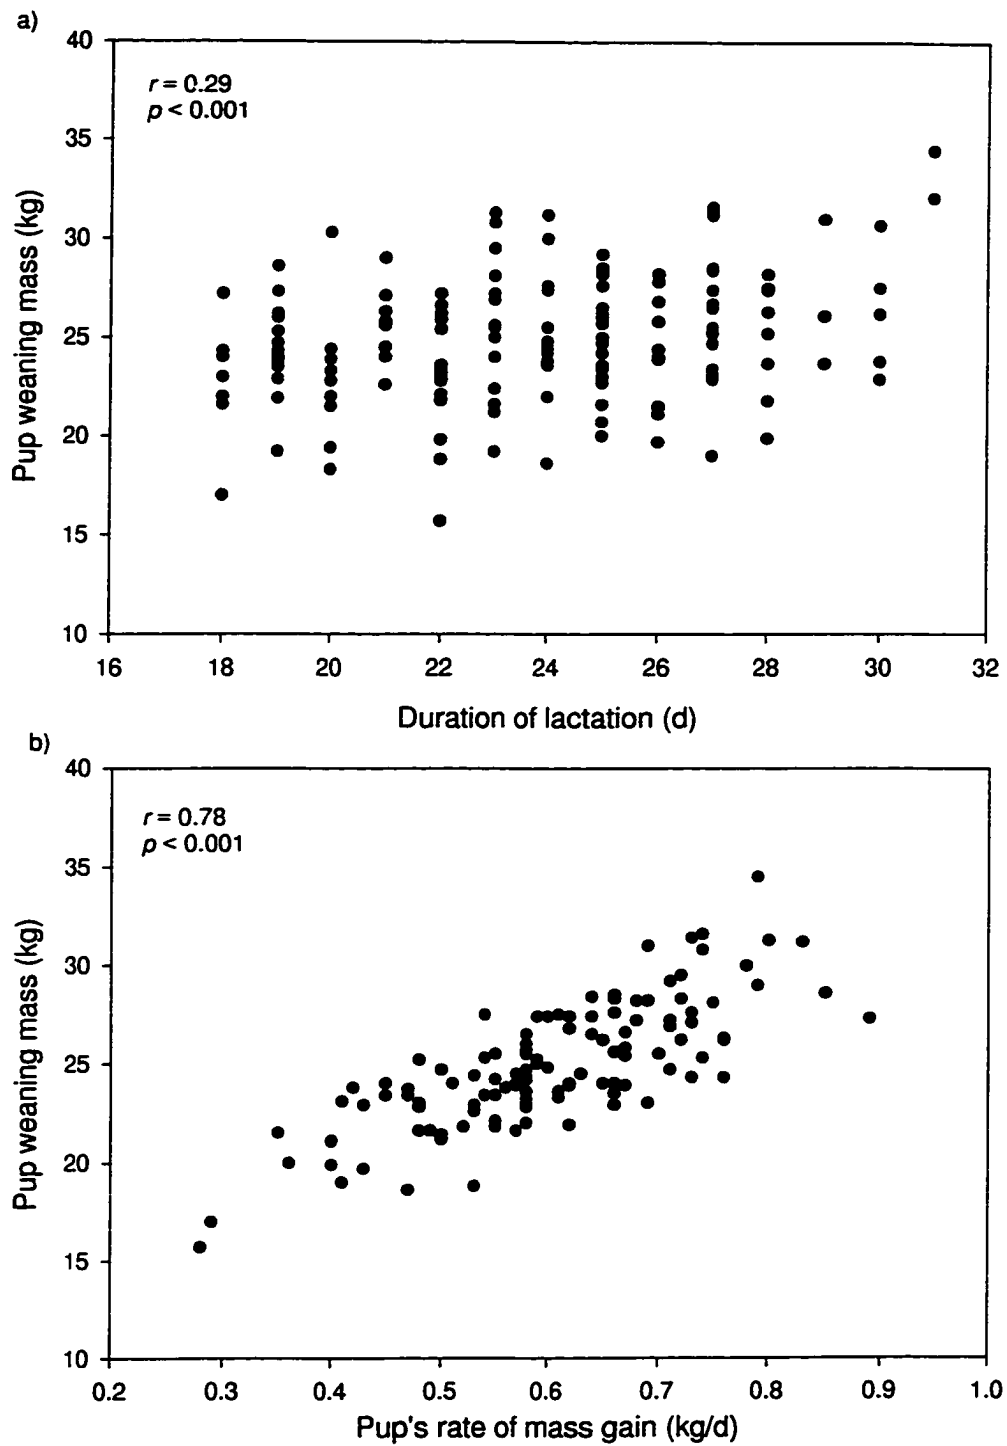 a)
40
r = 0.29
p < 0.001
35
30
25
20
15
10
Pup weaning mass (kg)
16 18 20 22 24 26 28 30 32
Duration of lactation (d)
b)
40
r = 0.78
p < 0.001
35
30
25
20
15
10
Pup weaning mass (kg)
0.2 0.3 0.4 0.5 0.6 0.7 0.8 0.9 1.0
Pup's rate of mass gain (kg/d)